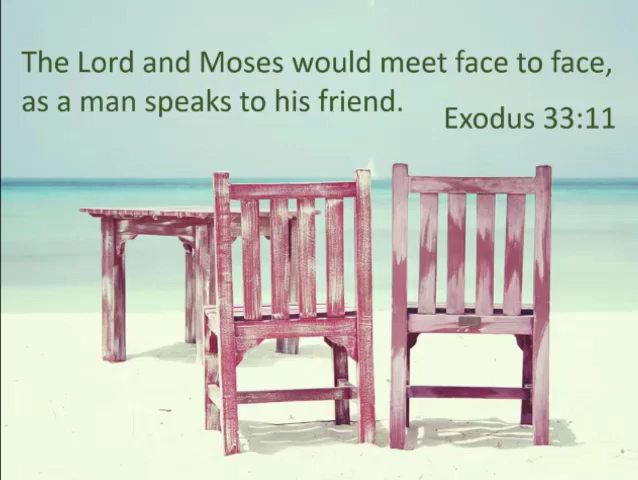 The Lord and Moses would meet face to face,
as a man speaks to his friend.
Exodus 33:11